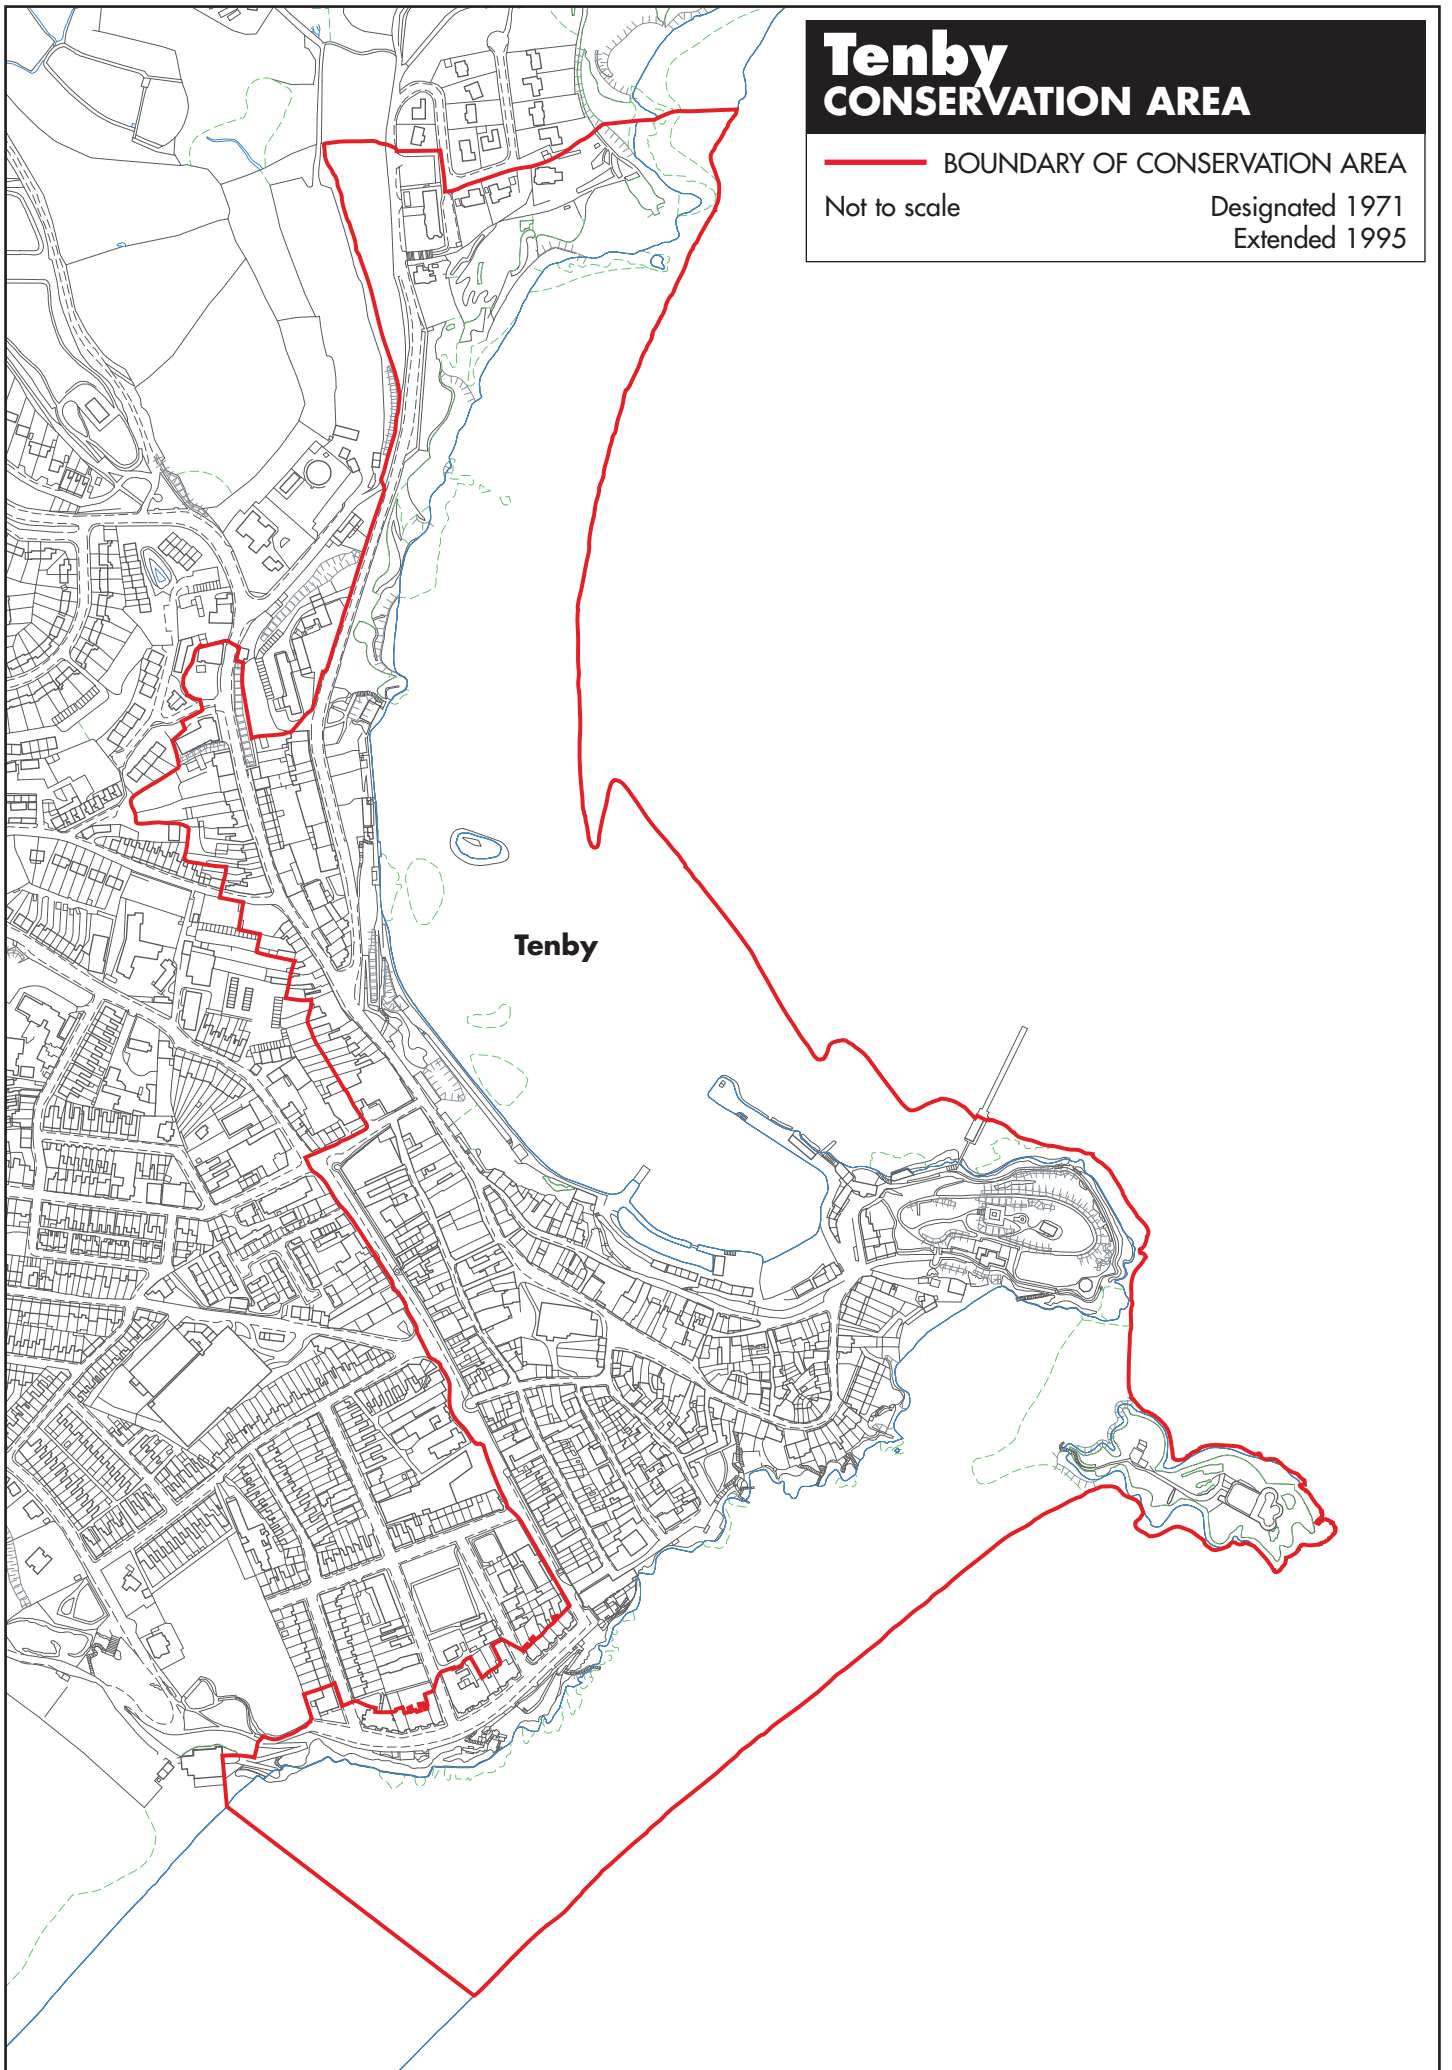 Tenby
CONSERVATION AREA
BOUNDARY OF CONSERVATION AREA
Not to scale
Designated 1971
Extended 1995
Tenby